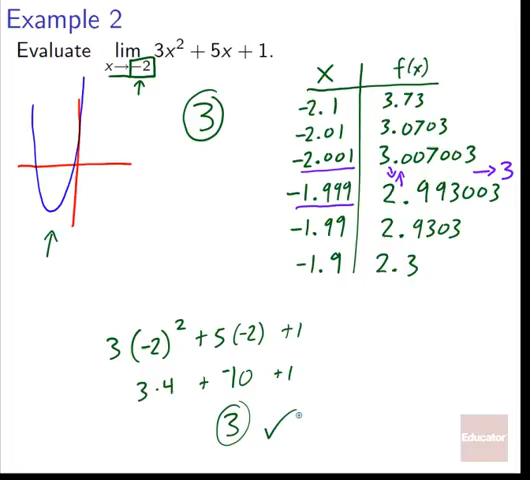 Example 2
Evaluate lim 3x² + 5x + 1.
x→−2
3
x f(x)
-2.1 3.73
-2.01 3.0703
-2.001 3.007003
→3
-1.999 2.993003
-1.99 2.9303
-1.9 2.3
3(-2)² + 5(-2) + 1
3·4 + -10 + 1
3 ✓
Educator